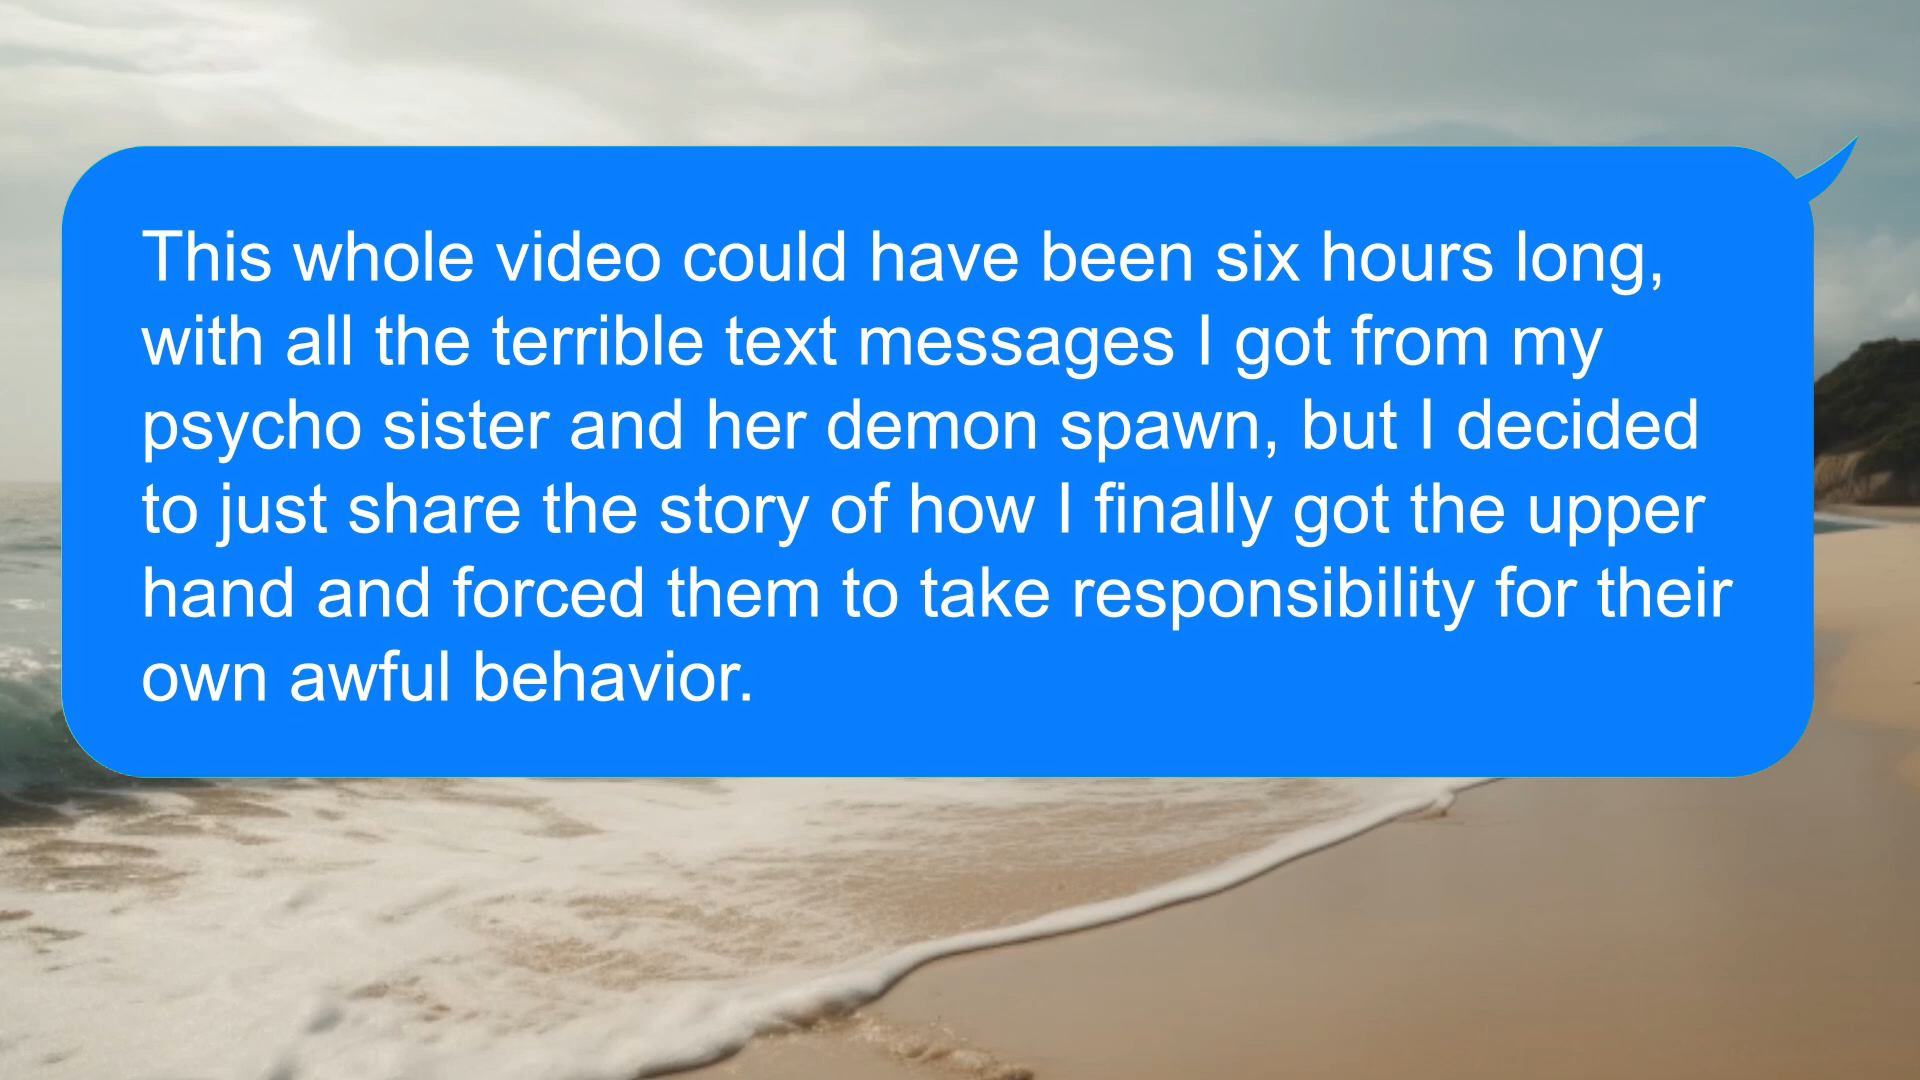 This whole video could have been six hours long,
with all the terrible text messages I got from my
psycho sister and her demon spawn, but I decided
to just share the story of how I finally got the upper
hand and forced them to take responsibility for their
own awful behavior.